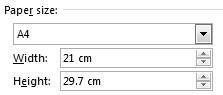 Paper size:
A4
Width: 21 cm
Height: 29.7 cm